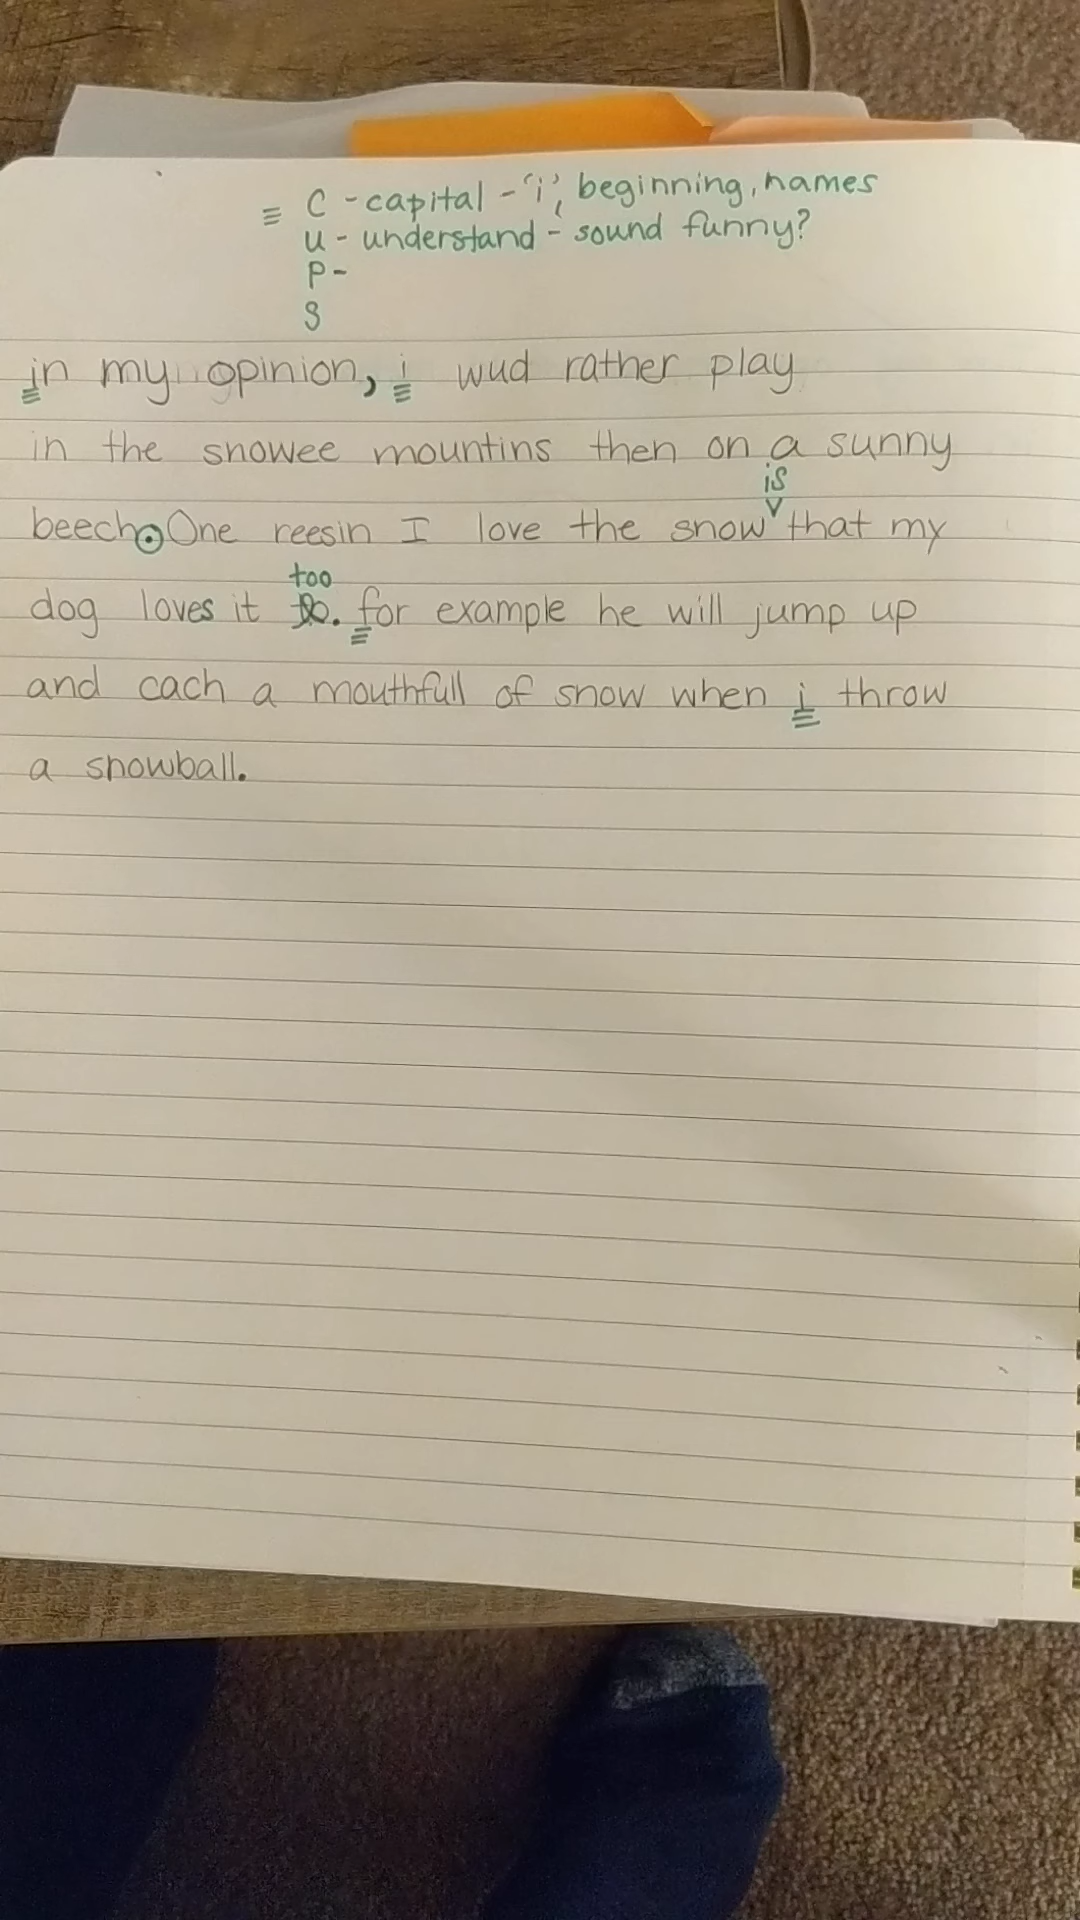 ≡ C - capital - 'i', beginning, names
U - understand - sound funny?
P -
S
in my opinion, i wud rather play
in the snowee mountins then on a sunny
is
beech. One reesin I love the snow that my
too
dog loves it to. for example he will jump up
and cach a mouthfull of snow when i throw
a snowball.